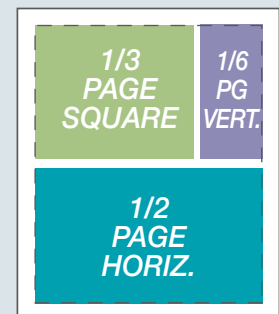 1/3
PAGE
SQUARE
1/6
PG
VERT.
1/2
PAGE
HORIZ.